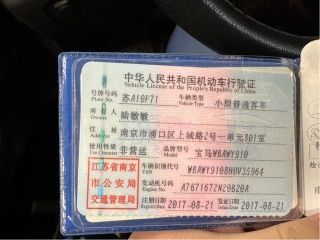 中华人民共和国机动车行驶证
Vehicle License of the People's Republic of China
号牌号码 苏A10F71 车辆类型 小型普通客车
Plate No. Vehicle Type
所有人 陆敏敏
Owner
住址 南京市浦口区上城路2号一单元801室
Address
使用性质 非营运 品牌型号 宝马WBAWY910
Use Character Model
江苏省南京
市公安局
交通管理局
车辆识别代号 WBAWY9108H0V35964
VIN
发动机号码 A7671672N20B20A
Engine No.
注册日期 2017-08-21 发证日期 2017-08-21
Register Date Issue Date